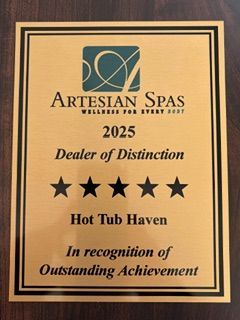 ARTESIAN SPAS
WELLNESS FOR EVERY BODY
2025
Dealer of Distinction
Hot Tub Haven
In recognition of
Outstanding Achievement